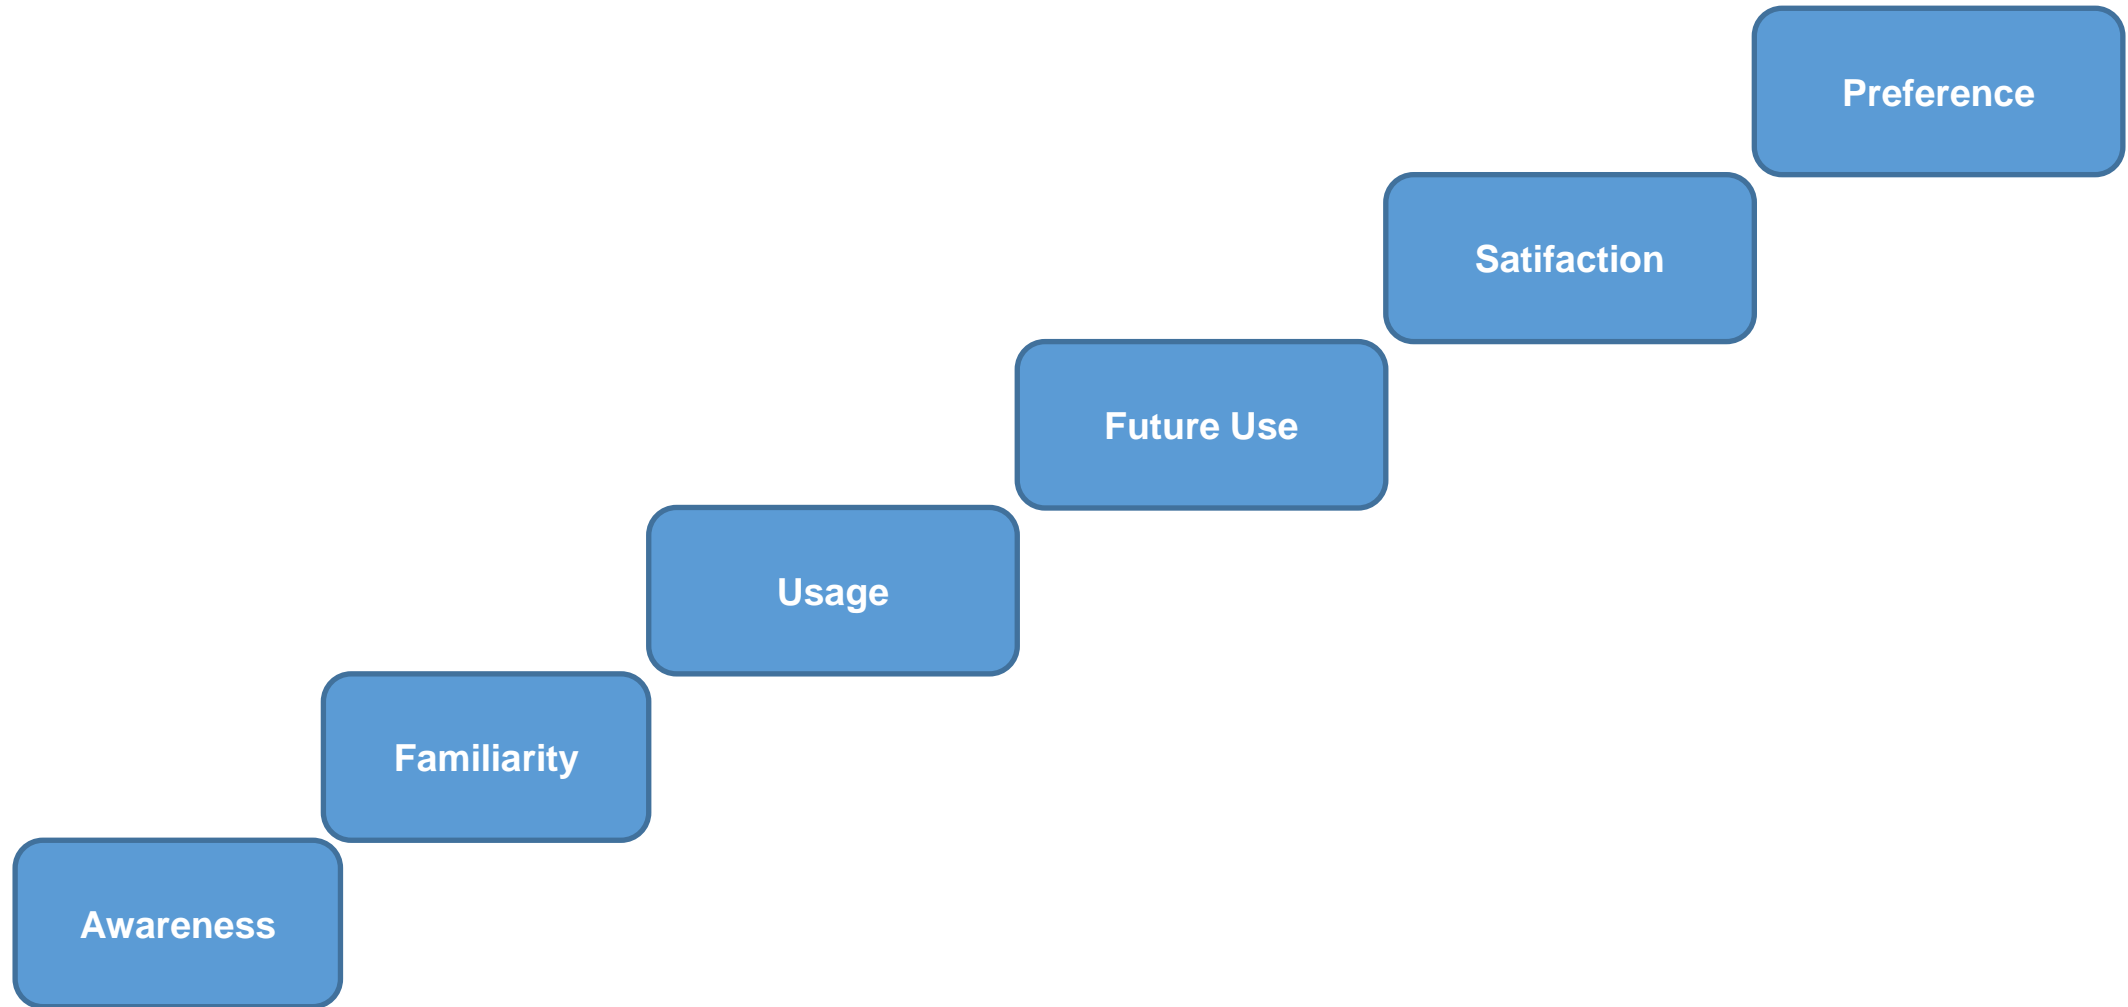 Preference
Satifaction
Future Use
Usage
Familiarity
Awareness